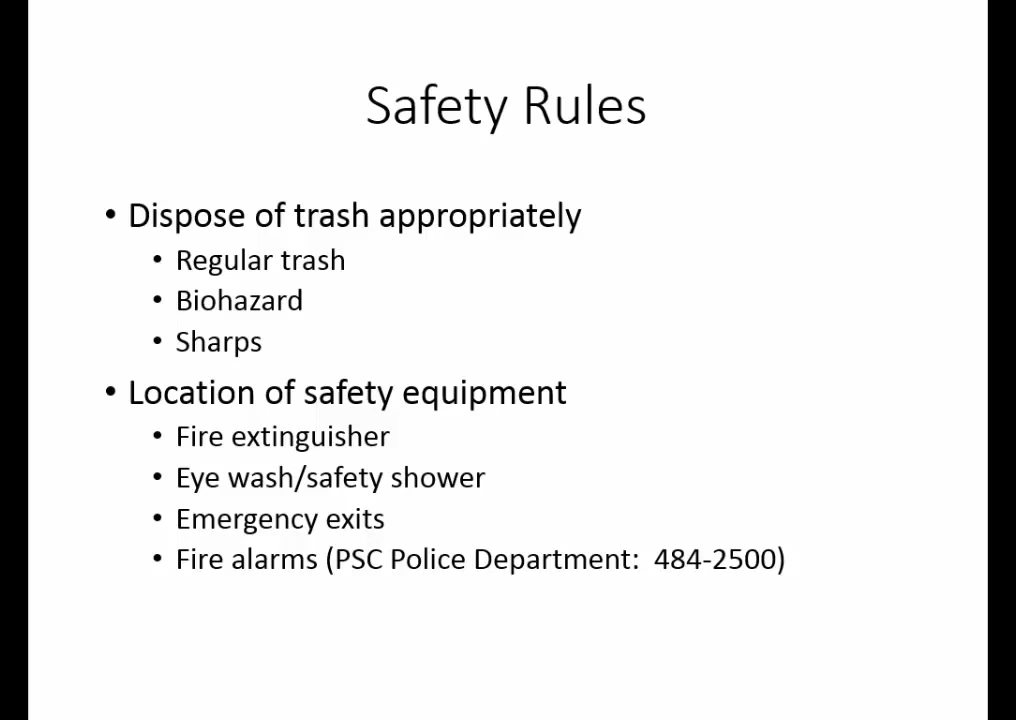 Safety Rules
• Dispose of trash appropriately
• Regular trash
• Biohazard
• Sharps
• Location of safety equipment
• Fire extinguisher
• Eye wash/safety shower
• Emergency exits
• Fire alarms (PSC Police Department:  484-2500)